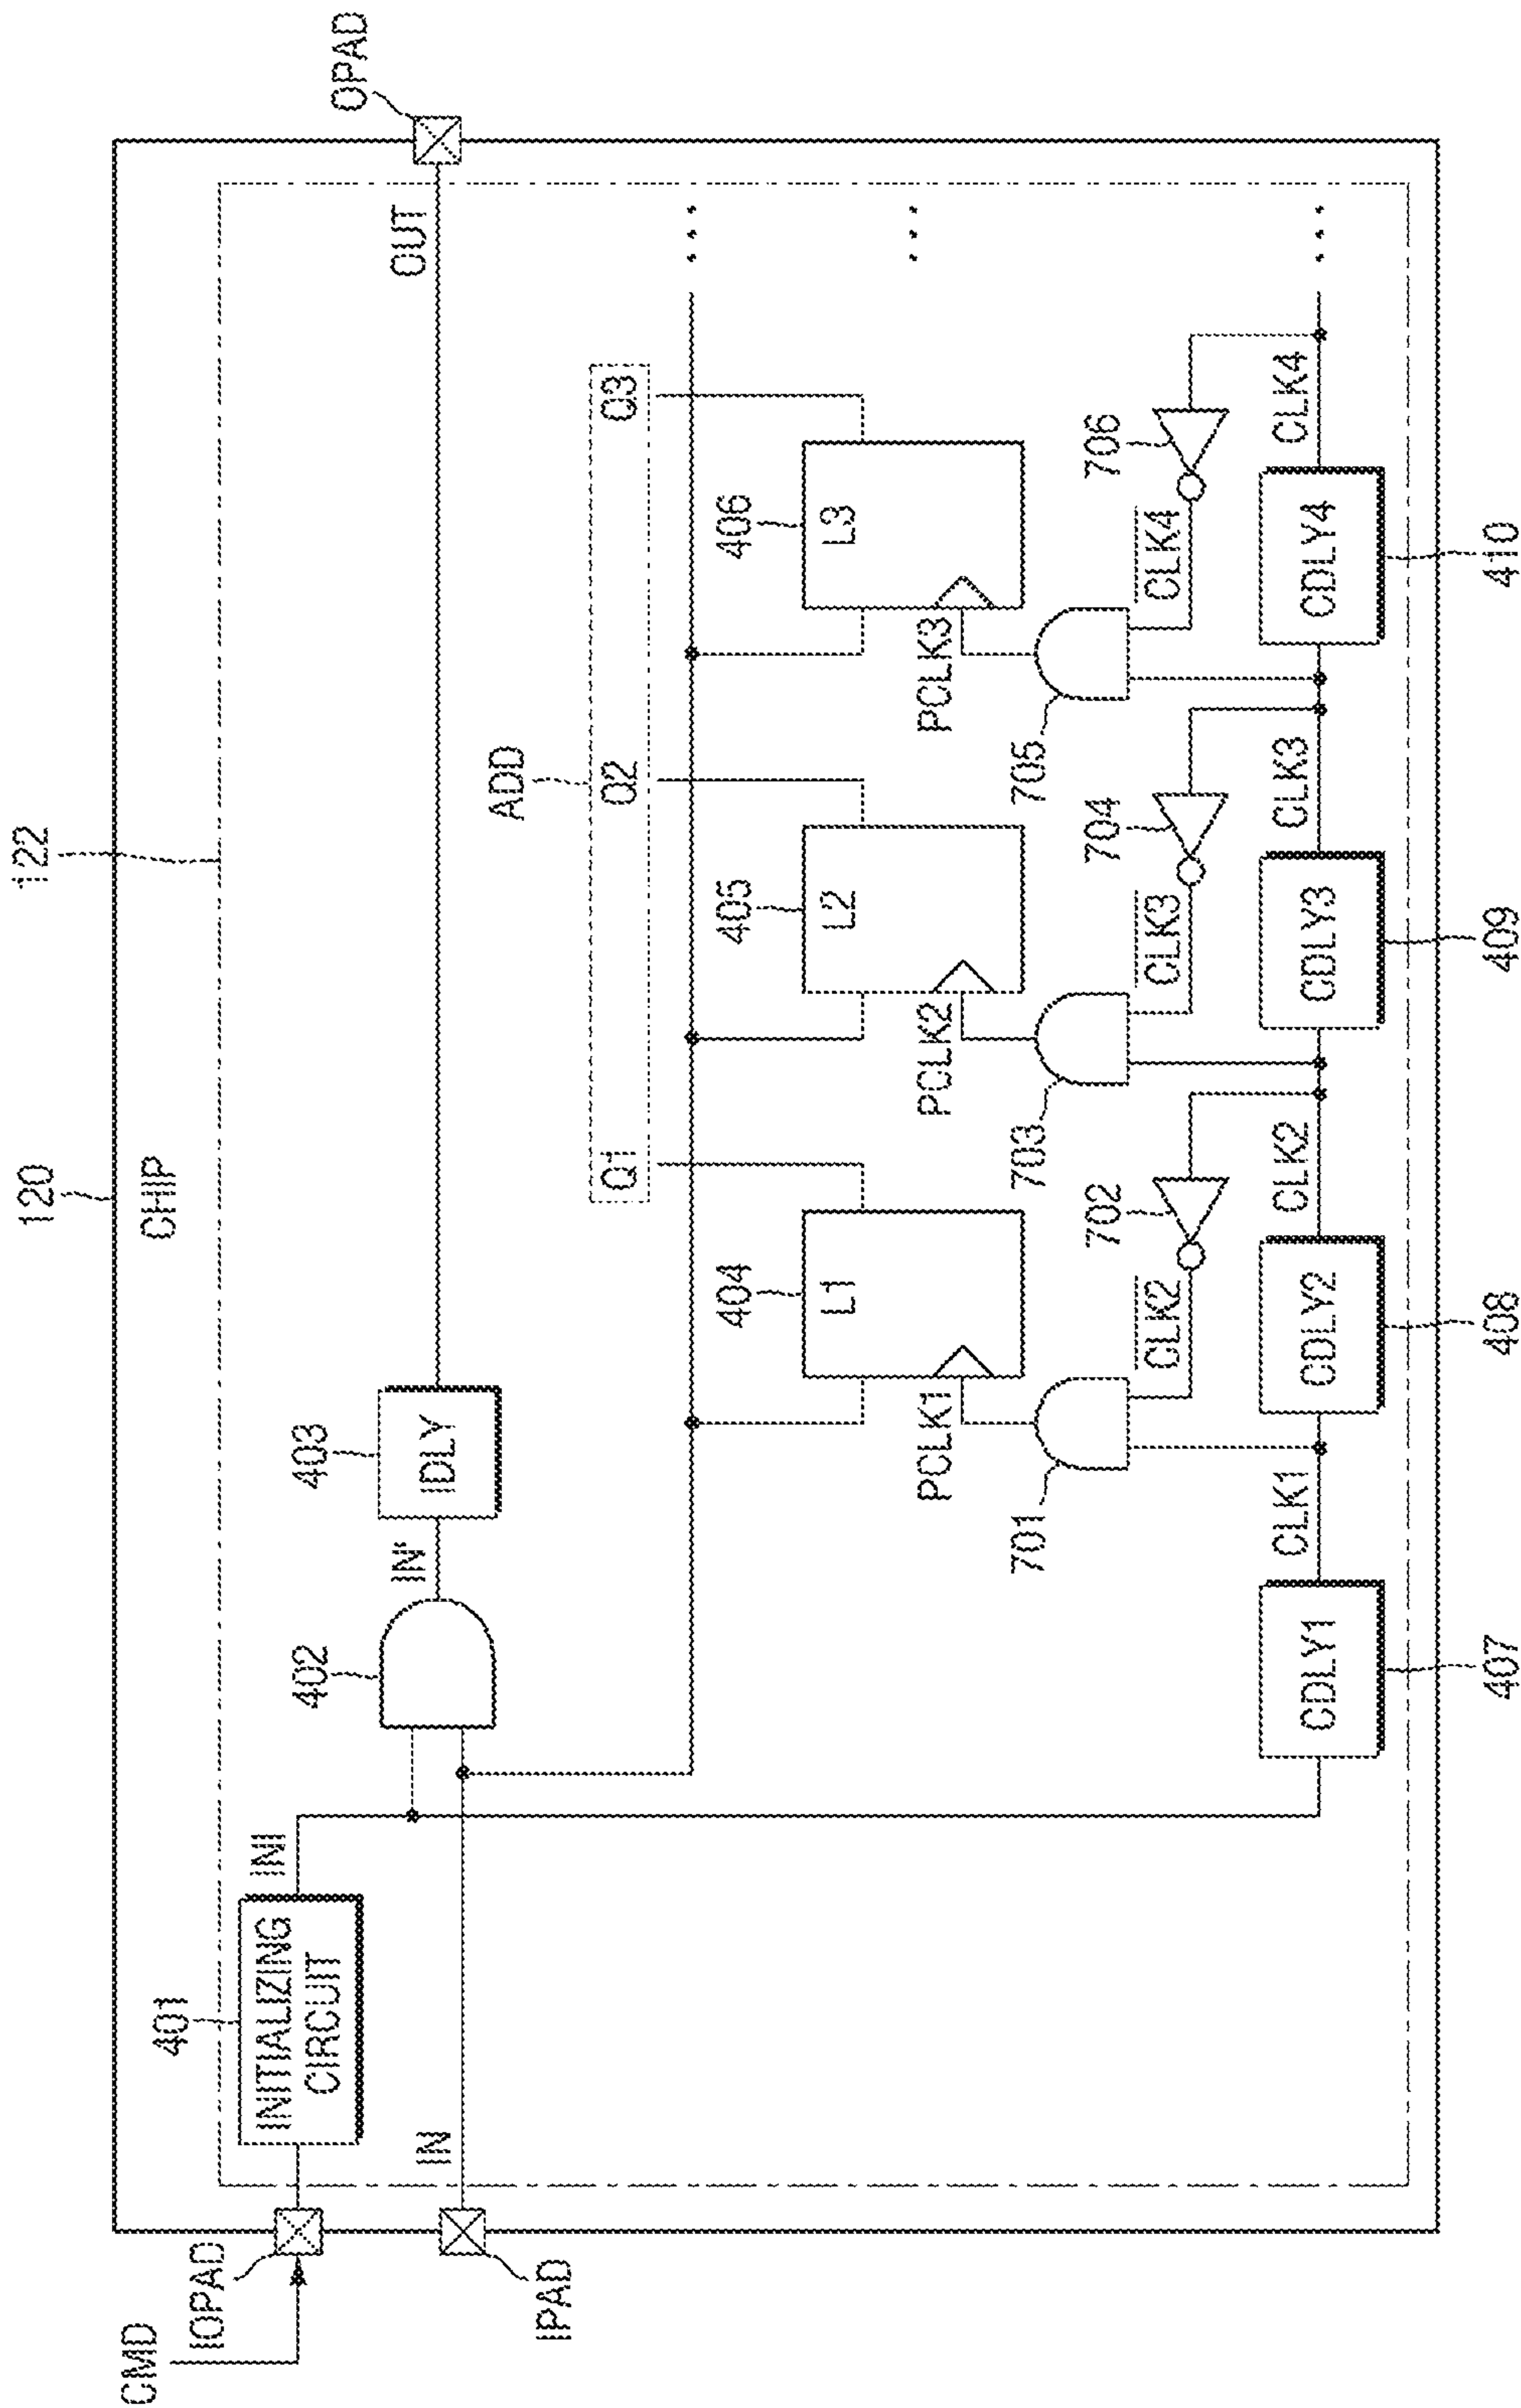 120
122
CHIP
CMD
IOPAD
401
INITIALIZING
CIRCUIT
INI
402
IN'
403
IDLY
OUT
OPAD
IN
IPAD
ADD
Q1
Q2
Q3
404
L1
405
L2
406
L3
PCLK1
PCLK2
PCLK3
701
702
703
704
705
706
CLK2
CLK3
CLK4
CLK1
CLK2
CLK3
CLK4
CDLY1
CDLY2
CDLY3
CDLY4
407
408
409
410